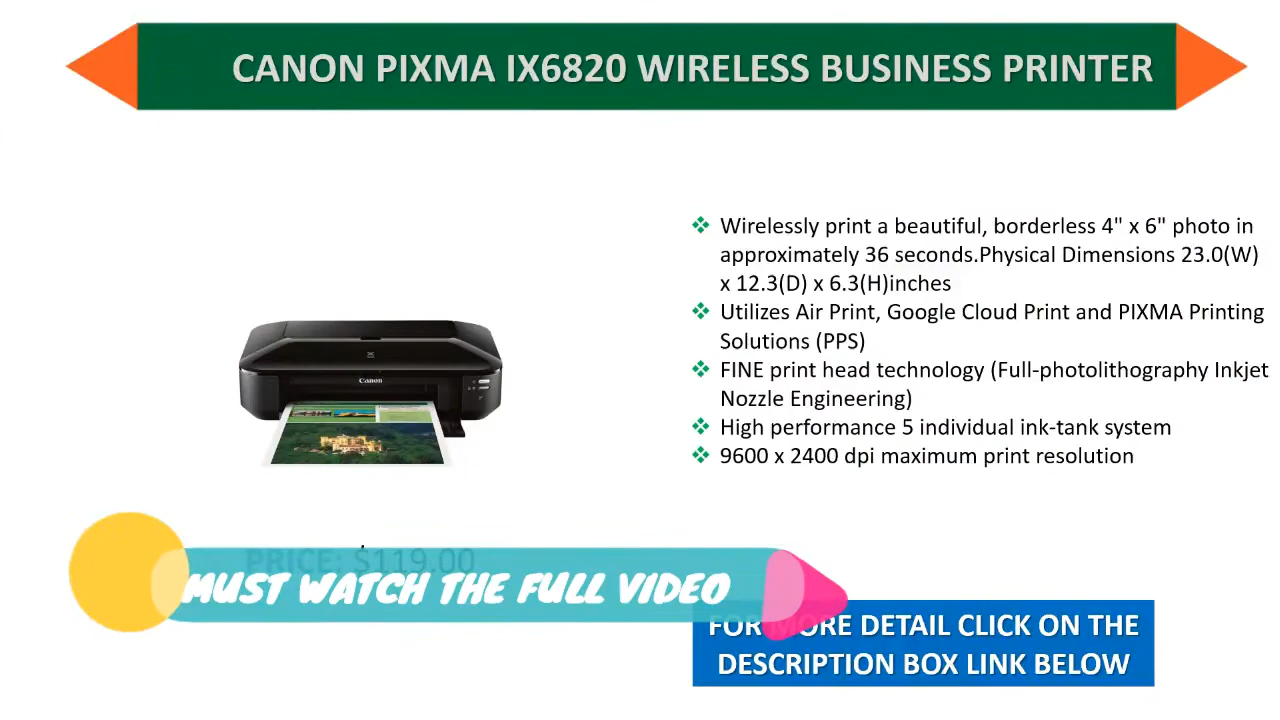 CANON PIXMA IX6820 WIRELESS BUSINESS PRINTER
Wirelessly print a beautiful, borderless 4" x 6" photo in
approximately 36 seconds.Physical Dimensions 23.0(W)
x 12.3(D) x 6.3(H)inches
Utilizes Air Print, Google Cloud Print and PIXMA Printing
Solutions (PPS)
FINE print head technology (Full-photolithography Inkjet
Nozzle Engineering)
High performance 5 individual ink-tank system
9600 x 2400 dpi maximum print resolution
Canon
PRICE: $119.00
MUST WATCH THE FULL VIDEO
FOR MORE DETAIL CLICK ON THE
DESCRIPTION BOX LINK BELOW